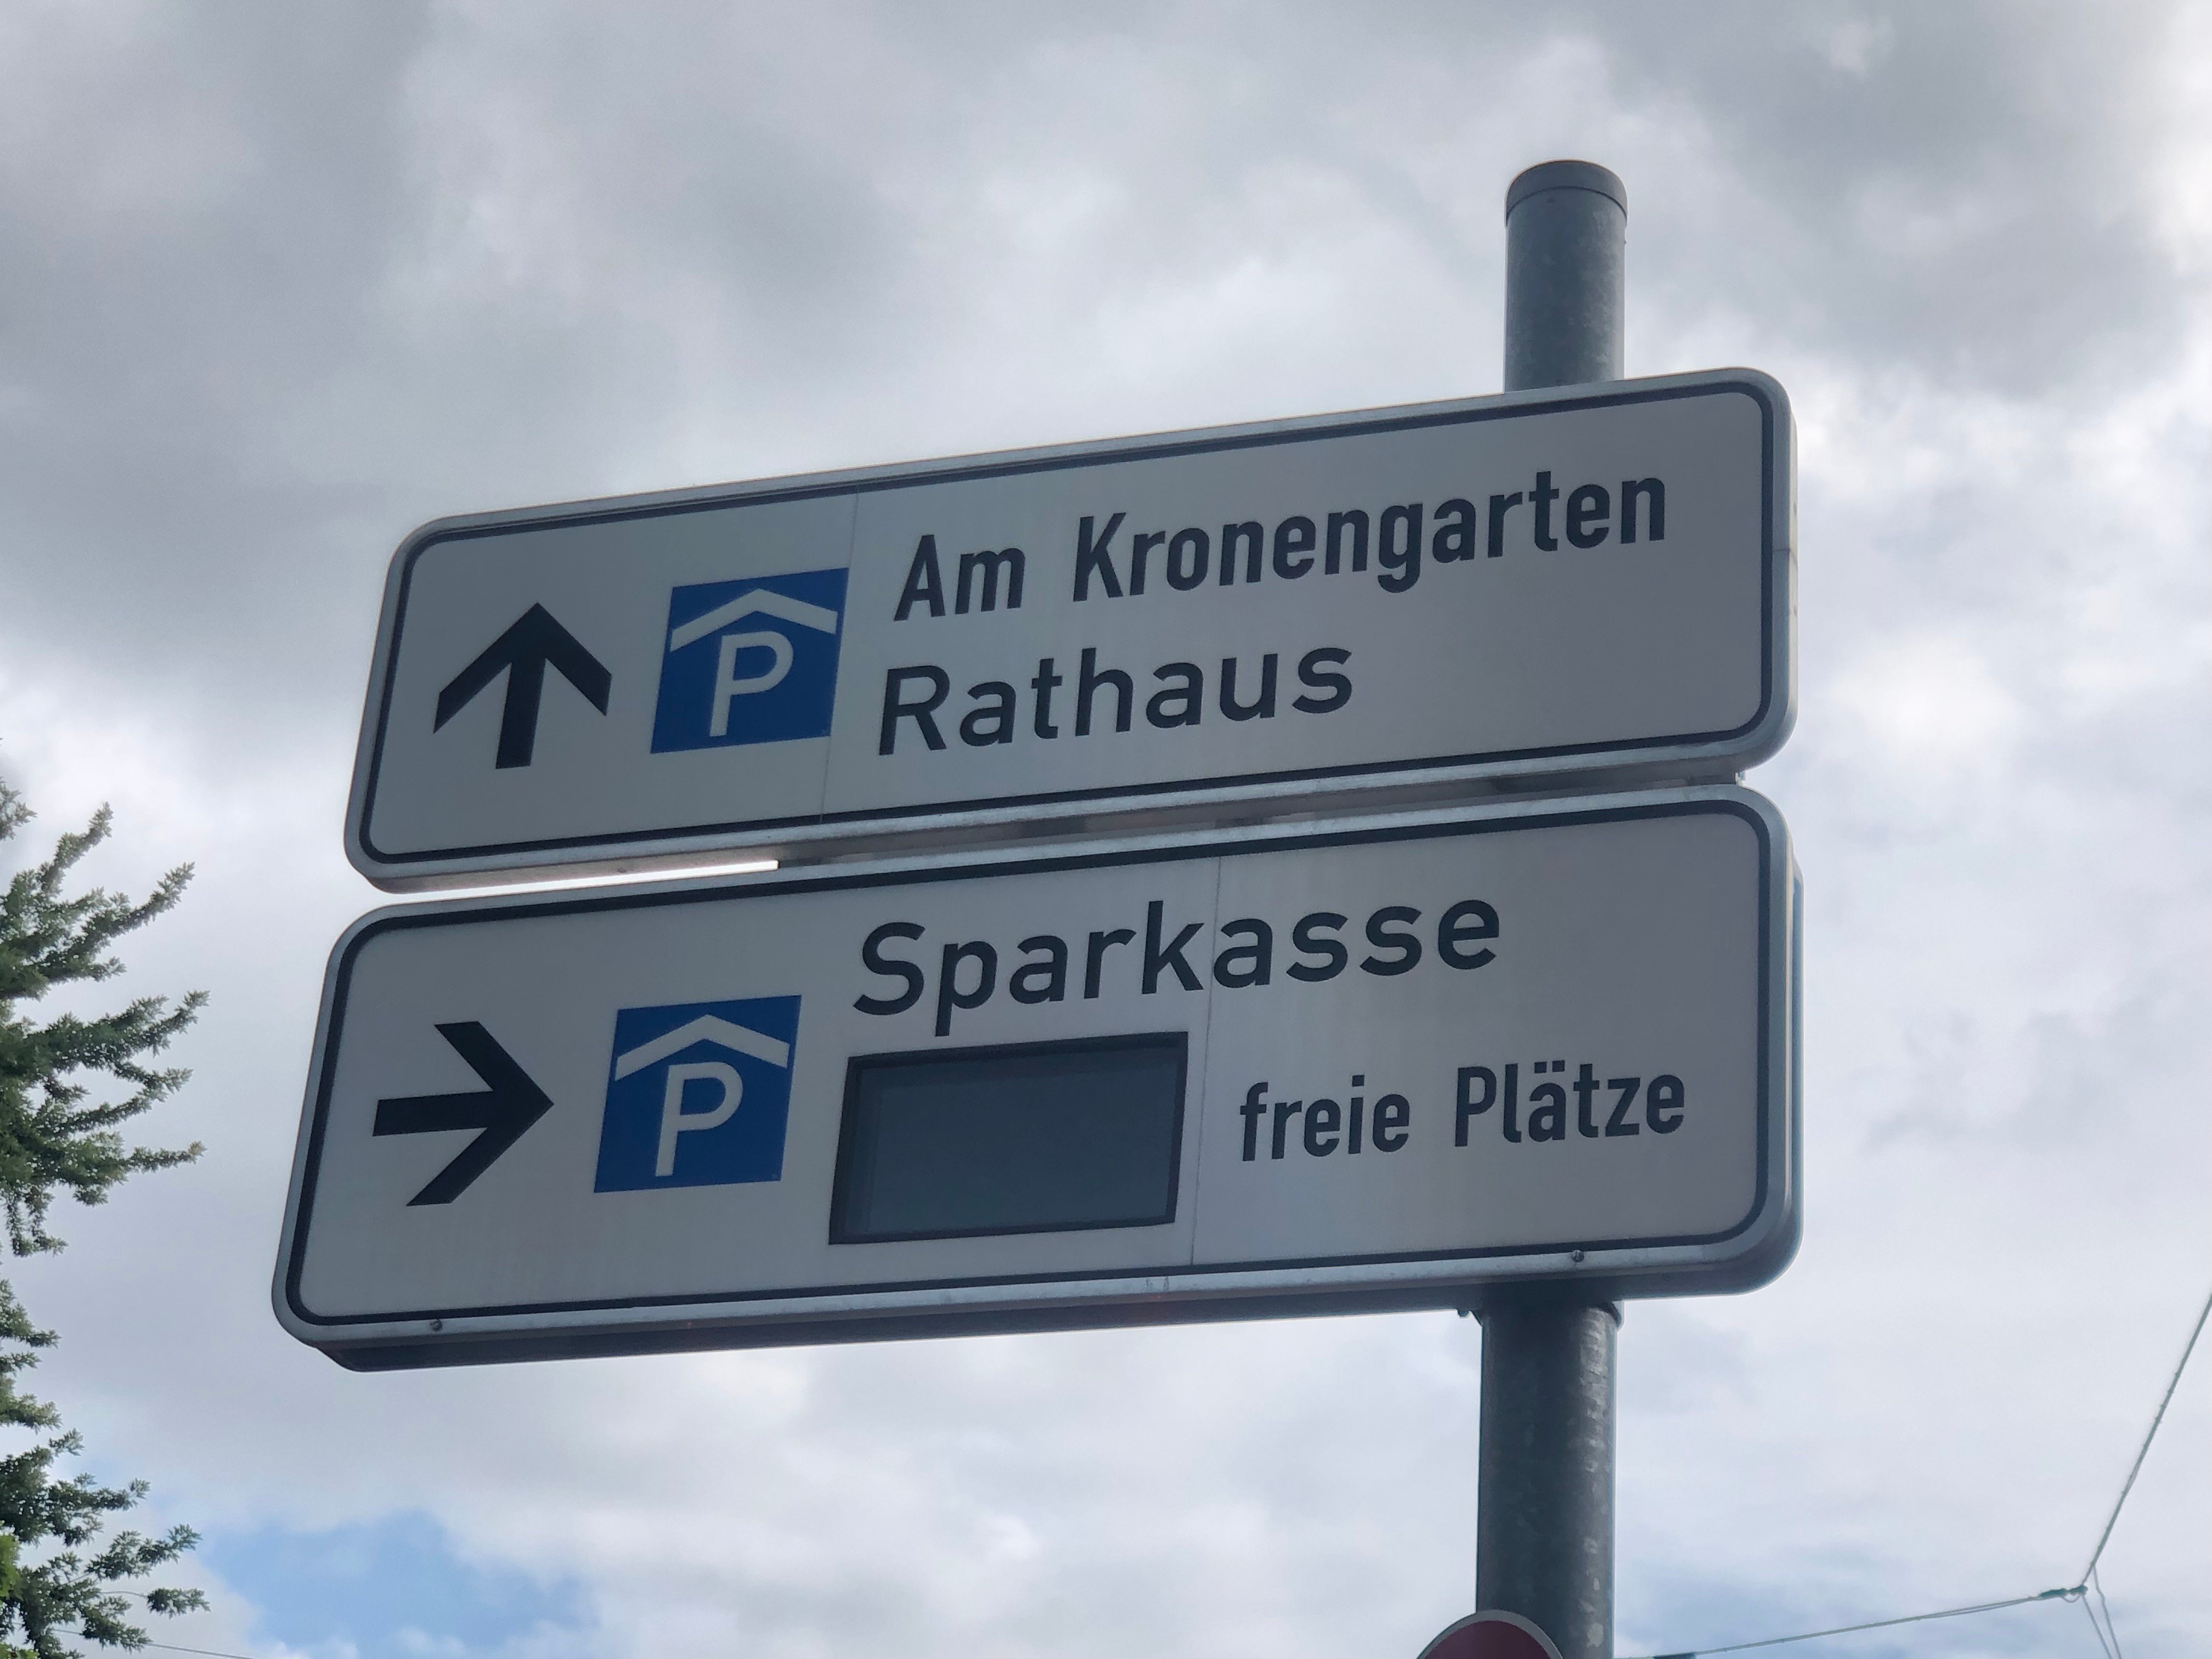 P
Am Kronengarten
Rathaus
Sparkasse
P
freie Plätze